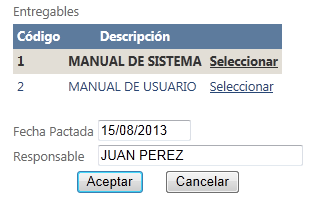 Entregables
Código Descripción
1 MANUAL DE SISTEMA Seleccionar
2 MANUAL DE USUARIO Seleccionar
Fecha Pactada 15/08/2013
Responsable JUAN PEREZ
Aceptar Cancelar